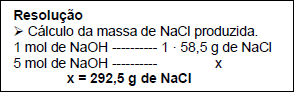 Resolução
➢ Cálculo da massa de NaCl produzida.
1 mol de NaOH ---------- 1 · 58,5 g de NaCl
5 mol de NaOH ---------- x
x = 292,5 g de NaCl